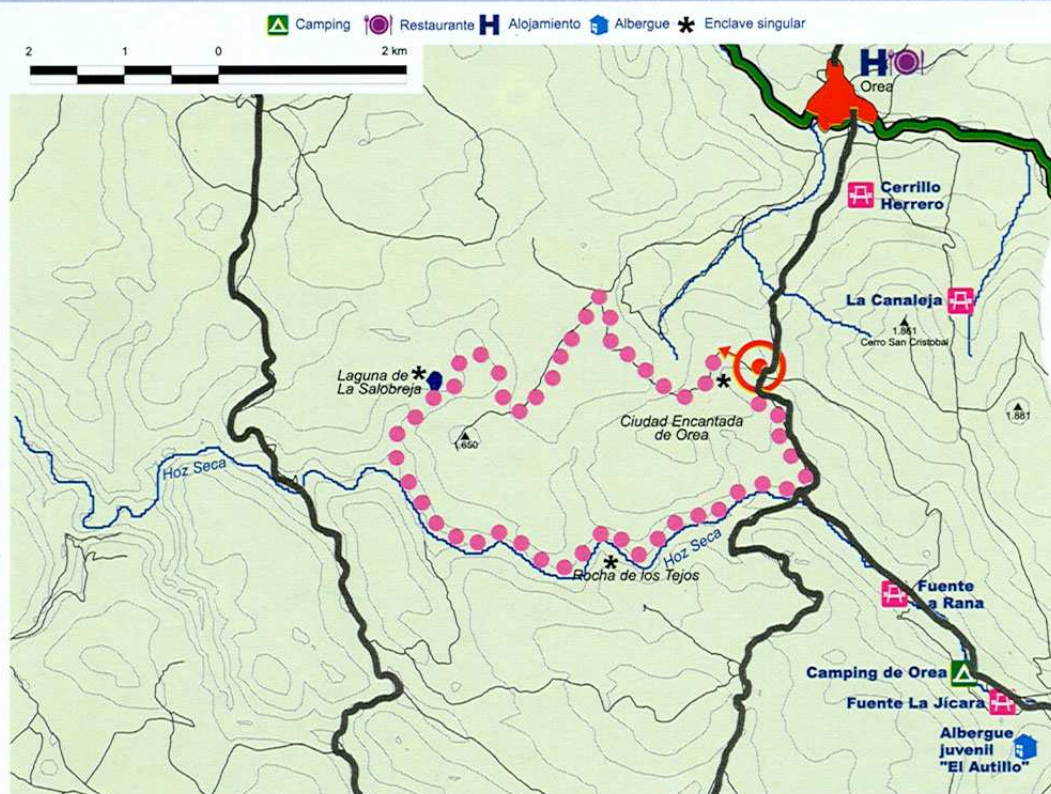 Camping Restaurante Alojamiento Albergue Enclave singular
2 1 0 2 km
Orea
Cerrillo
Herrero
La Canaleja
1.861
Cerro San Cristobal
Laguna de
La Salobreja
1.881
Ciudad Encantada
de Orea
1.650
Hoz Seca
Hoz Seca
Rocha de los Tejos
Fuente
La Rana
Camping de Orea
Fuente La Jícara
Albergue
juvenil
"El Autillo"